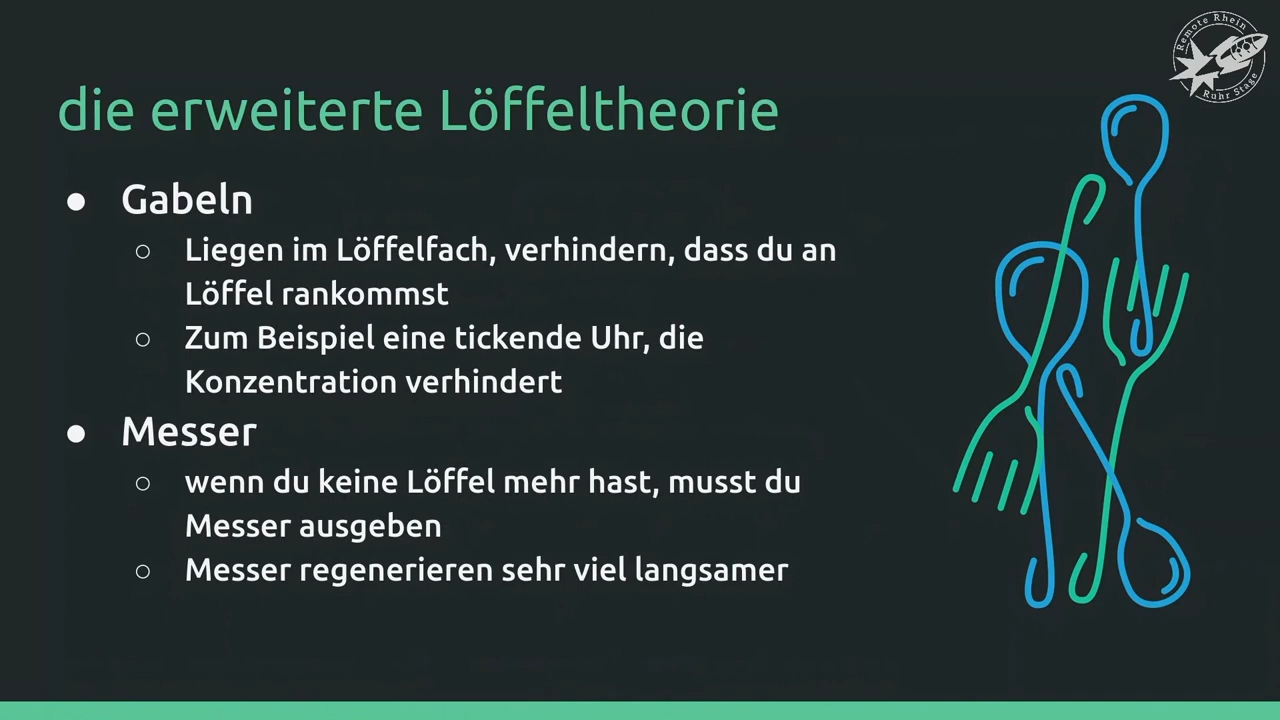 Remote Rhein
Ruhr Stage
die erweiterte Löffeltheorie
● Gabeln
○ Liegen im Löffelfach, verhindern, dass du an
Löffel rankommst
○ Zum Beispiel eine tickende Uhr, die
Konzentration verhindert
● Messer
○ wenn du keine Löffel mehr hast, musst du
Messer ausgeben
○ Messer regenerieren sehr viel langsamer